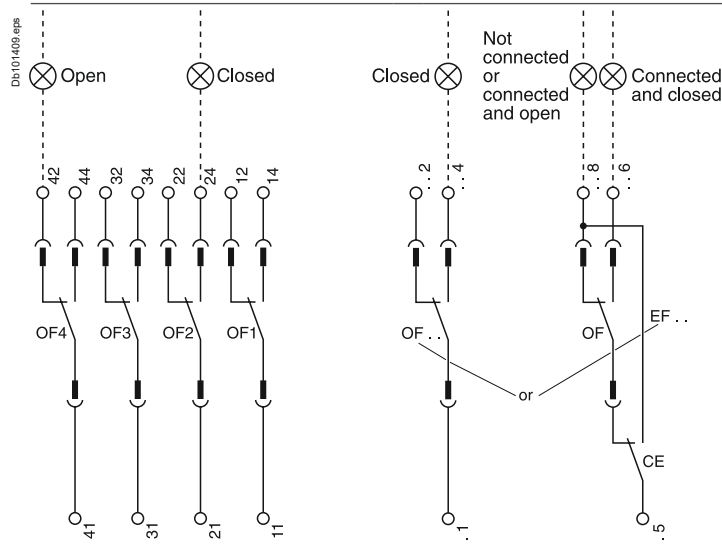 Db101409.eps
Open
Closed
Closed
Not
connected
or
connected
and open
Connected
and closed
42
44
32
34
22
24
12
14
. . 2
. . 4
. . 8
. . 6
OF4
OF3
OF2
OF1
OF . .
OF
EF . .
or
CE
41
31
21
11
. .1
. .5